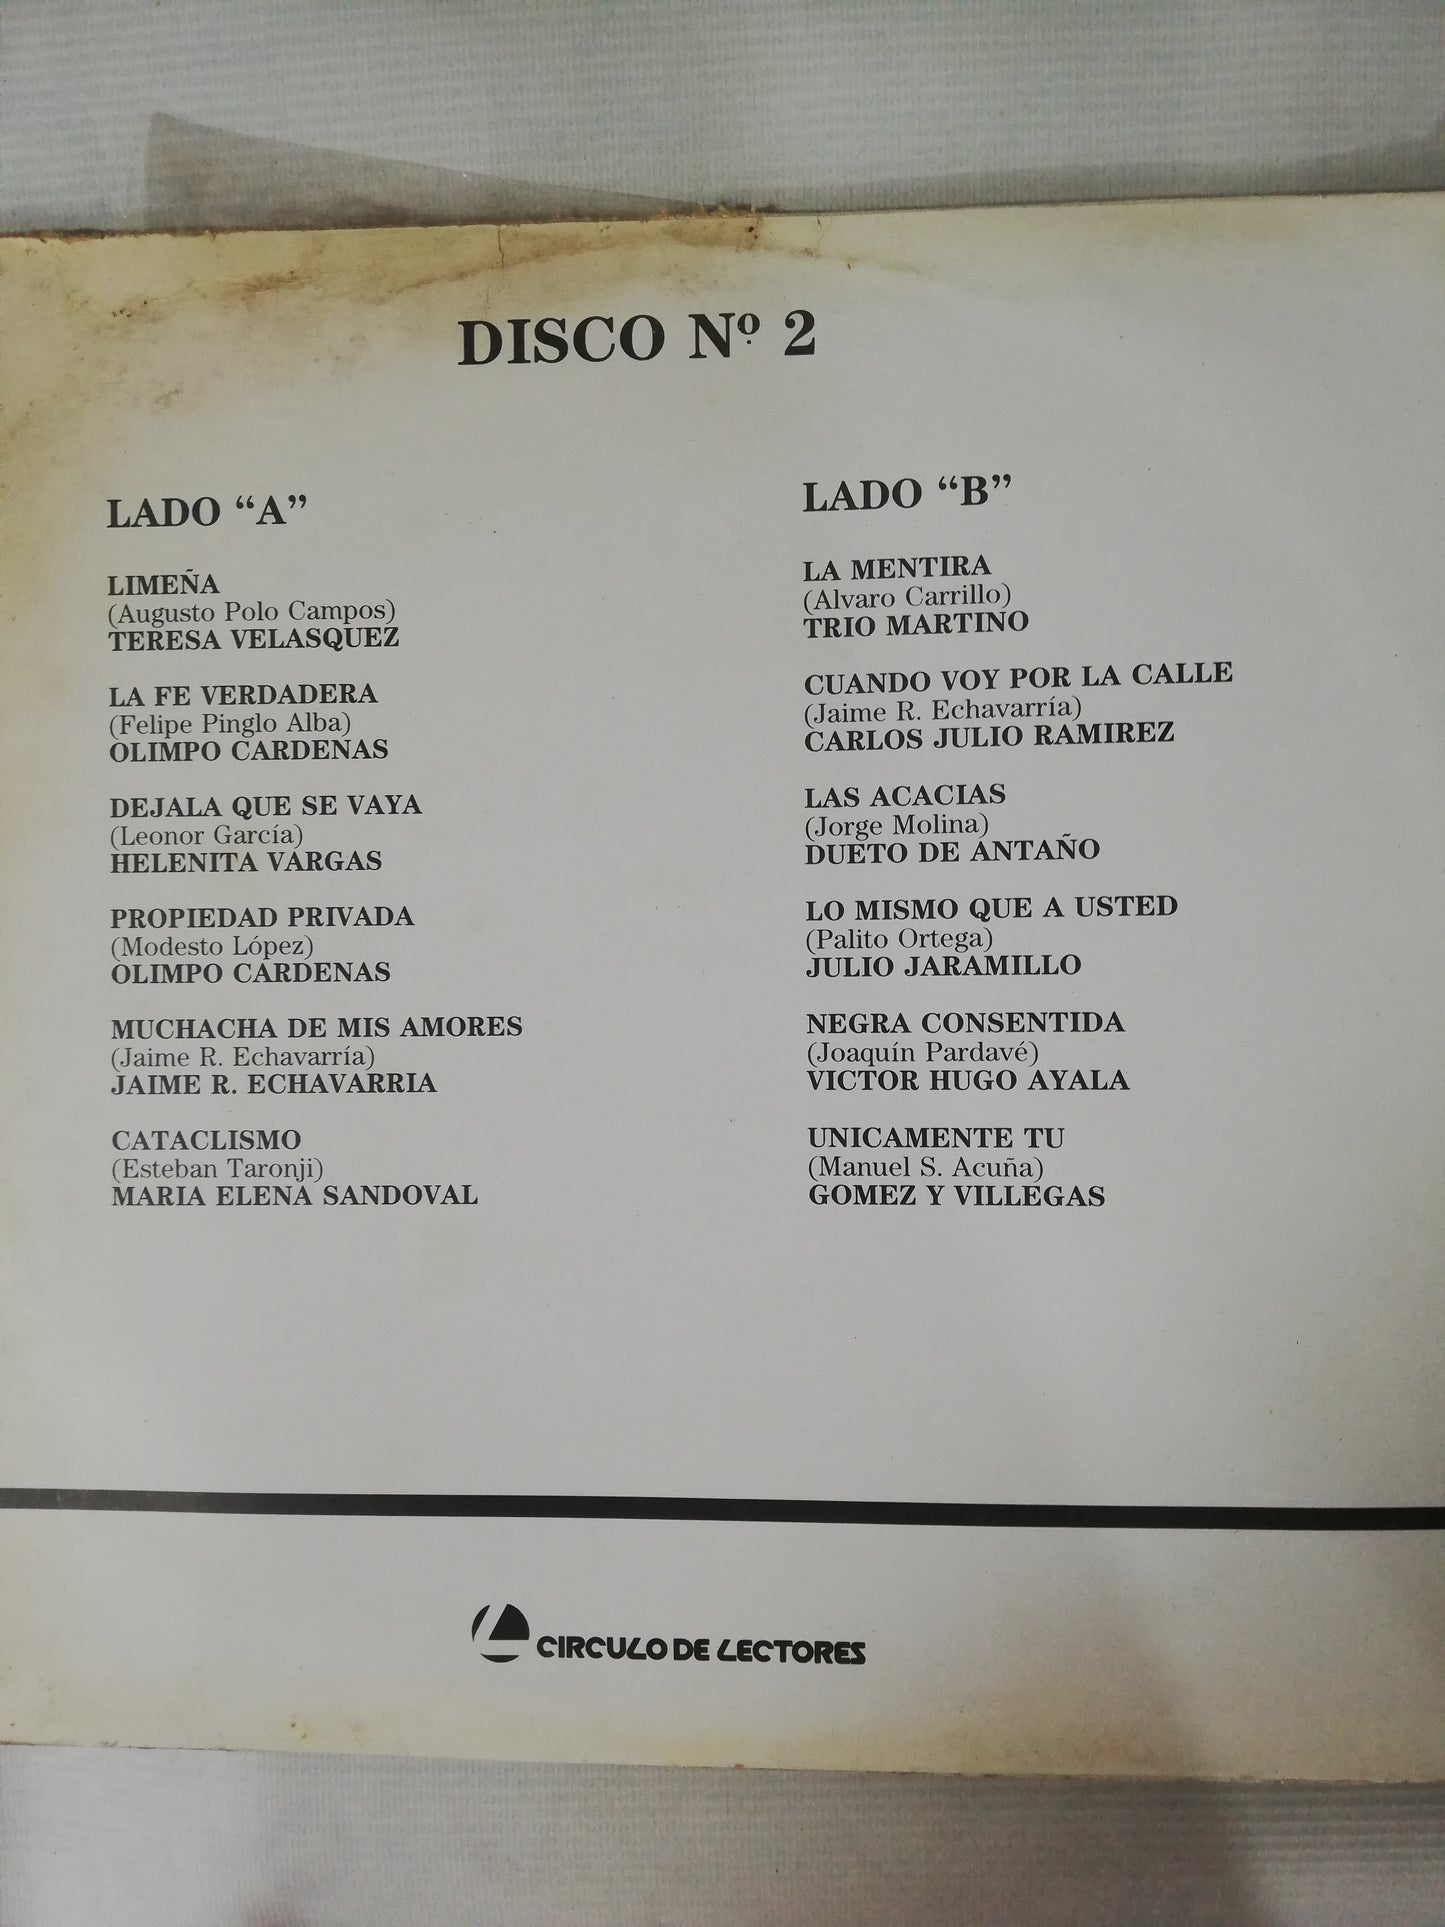 DISCO Nº. 2
LADO “A”
LIMEÑA
(Augusto Polo Campos)
TERESA VELASQUEZ
LA FE VERDADERA
(Felipe Pinglo Alba)
OLIMPO CARDENAS
DEJALA QUE SE VAYA
(Leonor García)
HELENITA VARGAS
PROPIEDAD PRIVADA
(Modesto López)
OLIMPO CARDENAS
MUCHACHA DE MIS AMORES
(Jaime R. Echavarría)
JAIME R. ECHAVARRIA
CATACLISMO
(Esteban Taronji)
MARIA ELENA SANDOVAL
LADO “B”
LA MENTIRA
(Alvaro Carrillo)
TRIO MARTINO
CUANDO VOY POR LA CALLE
(Jaime R. Echavarría)
CARLOS JULIO RAMIREZ
LAS ACACIAS
(Jorge Molina)
DUETO DE ANTAÑO
LO MISMO QUE A USTED
(Palito Ortega)
JULIO JARAMILLO
NEGRA CONSENTIDA
(Joaquín Pardavé)
VICTOR HUGO AYALA
UNICAMENTE TU
(Manuel S. Acuña)
GOMEZ Y VILLEGAS
CIRCULO DE LECTORES